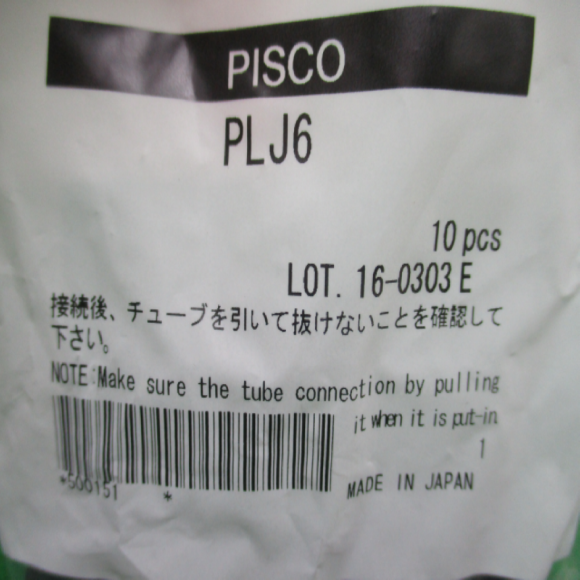 PISCO
PLJ6
10 pcs
LOT. 16-0303 E
接続後、チューブを引いて抜けないことを確認して
下さい。
NOTE:Make sure the tube connection by pulling
it when it is put-in.
1
*500151 *
MADE IN JAPAN